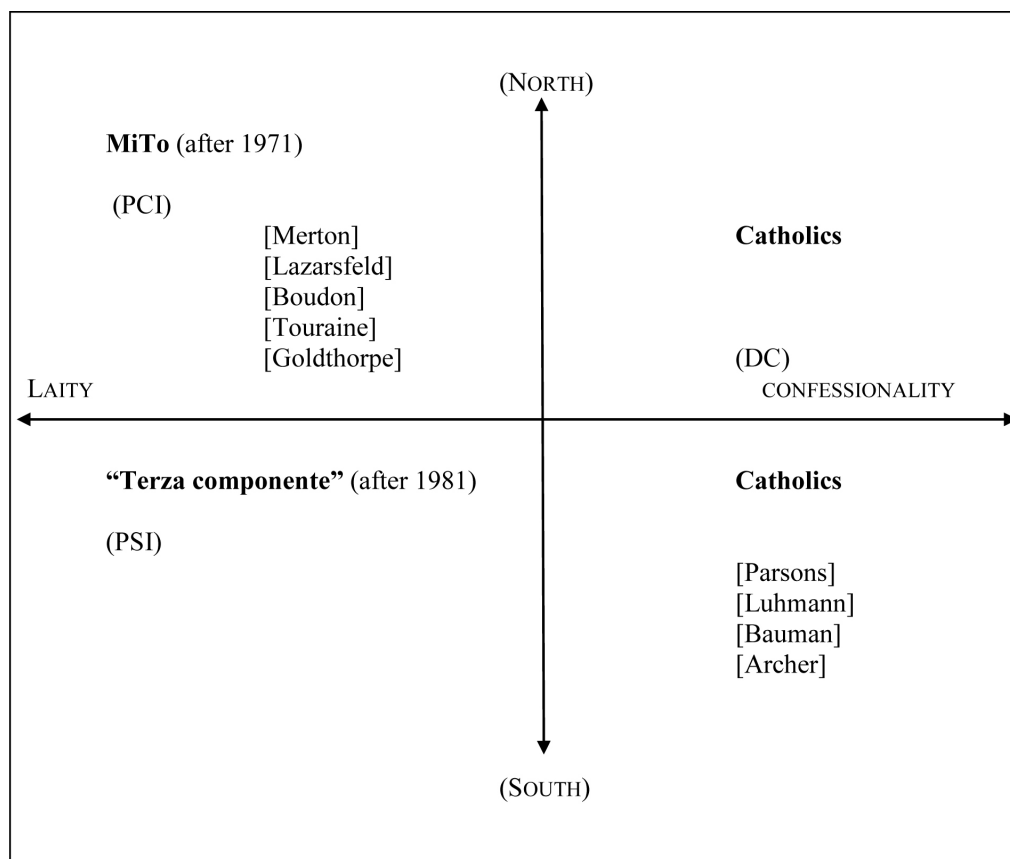 (NORTH)
MiTo (after 1971)
(PCI)
[Merton]
[Lazarsfeld]
[Boudon]
[Touraine]
[Goldthorpe]
Catholics
(DC)
LAITY
CONFESSIONALITY
“Terza componente” (after 1981)
(PSI)
Catholics
[Parsons]
[Luhmann]
[Bauman]
[Archer]
(SOUTH)